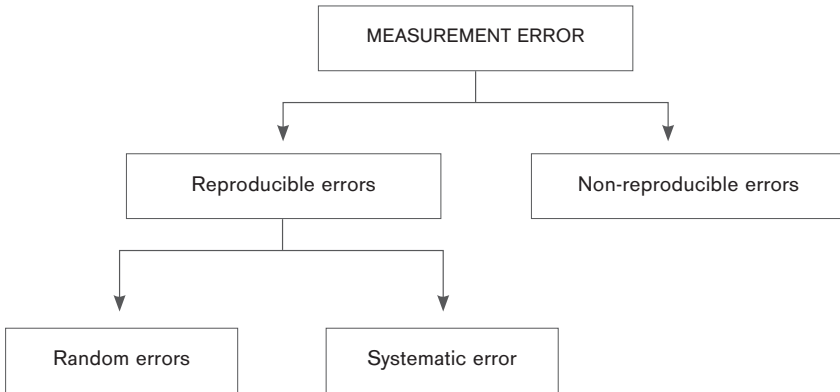 MEASUREMENT ERROR
Reproducible errors
Non-reproducible errors
Random errors
Systematic error